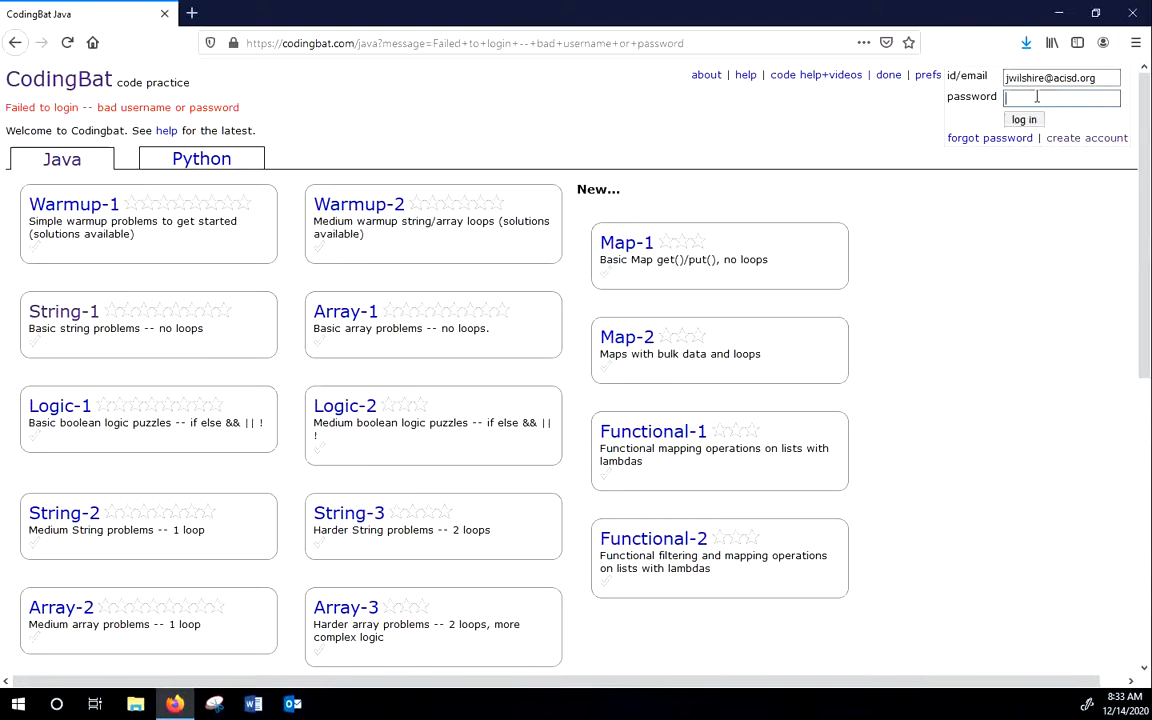 CodingBat Java
https://codingbat.com/java?message=Failed+to+login+--+bad+username+or+password
CodingBat code practice
about | help | code help+videos | done | prefs
id/email jwilshire@acisd.org
password
log in
forgot password | create account
Failed to login -- bad username or password
Welcome to Codingbat. See help for the latest.
Java
Python
Warmup-1
Simple warmup problems to get started
(solutions available)
Warmup-2
Medium warmup string/array loops (solutions
available)
New...
Map-1
Basic Map get()/put(), no loops
String-1
Basic string problems -- no loops
Array-1
Basic array problems -- no loops.
Map-2
Maps with bulk data and loops
Logic-1
Basic boolean logic puzzles -- if else && || !
Logic-2
Medium boolean logic puzzles -- if else && ||
!
Functional-1
Functional mapping operations on lists with
lambdas
String-2
Medium String problems -- 1 loop
String-3
Harder String problems -- 2 loops
Functional-2
Functional filtering and mapping operations
on lists with lambdas
Array-2
Medium array problems -- 1 loop
Array-3
Harder array problems -- 2 loops, more
complex logic
8:33 AM
12/14/2020